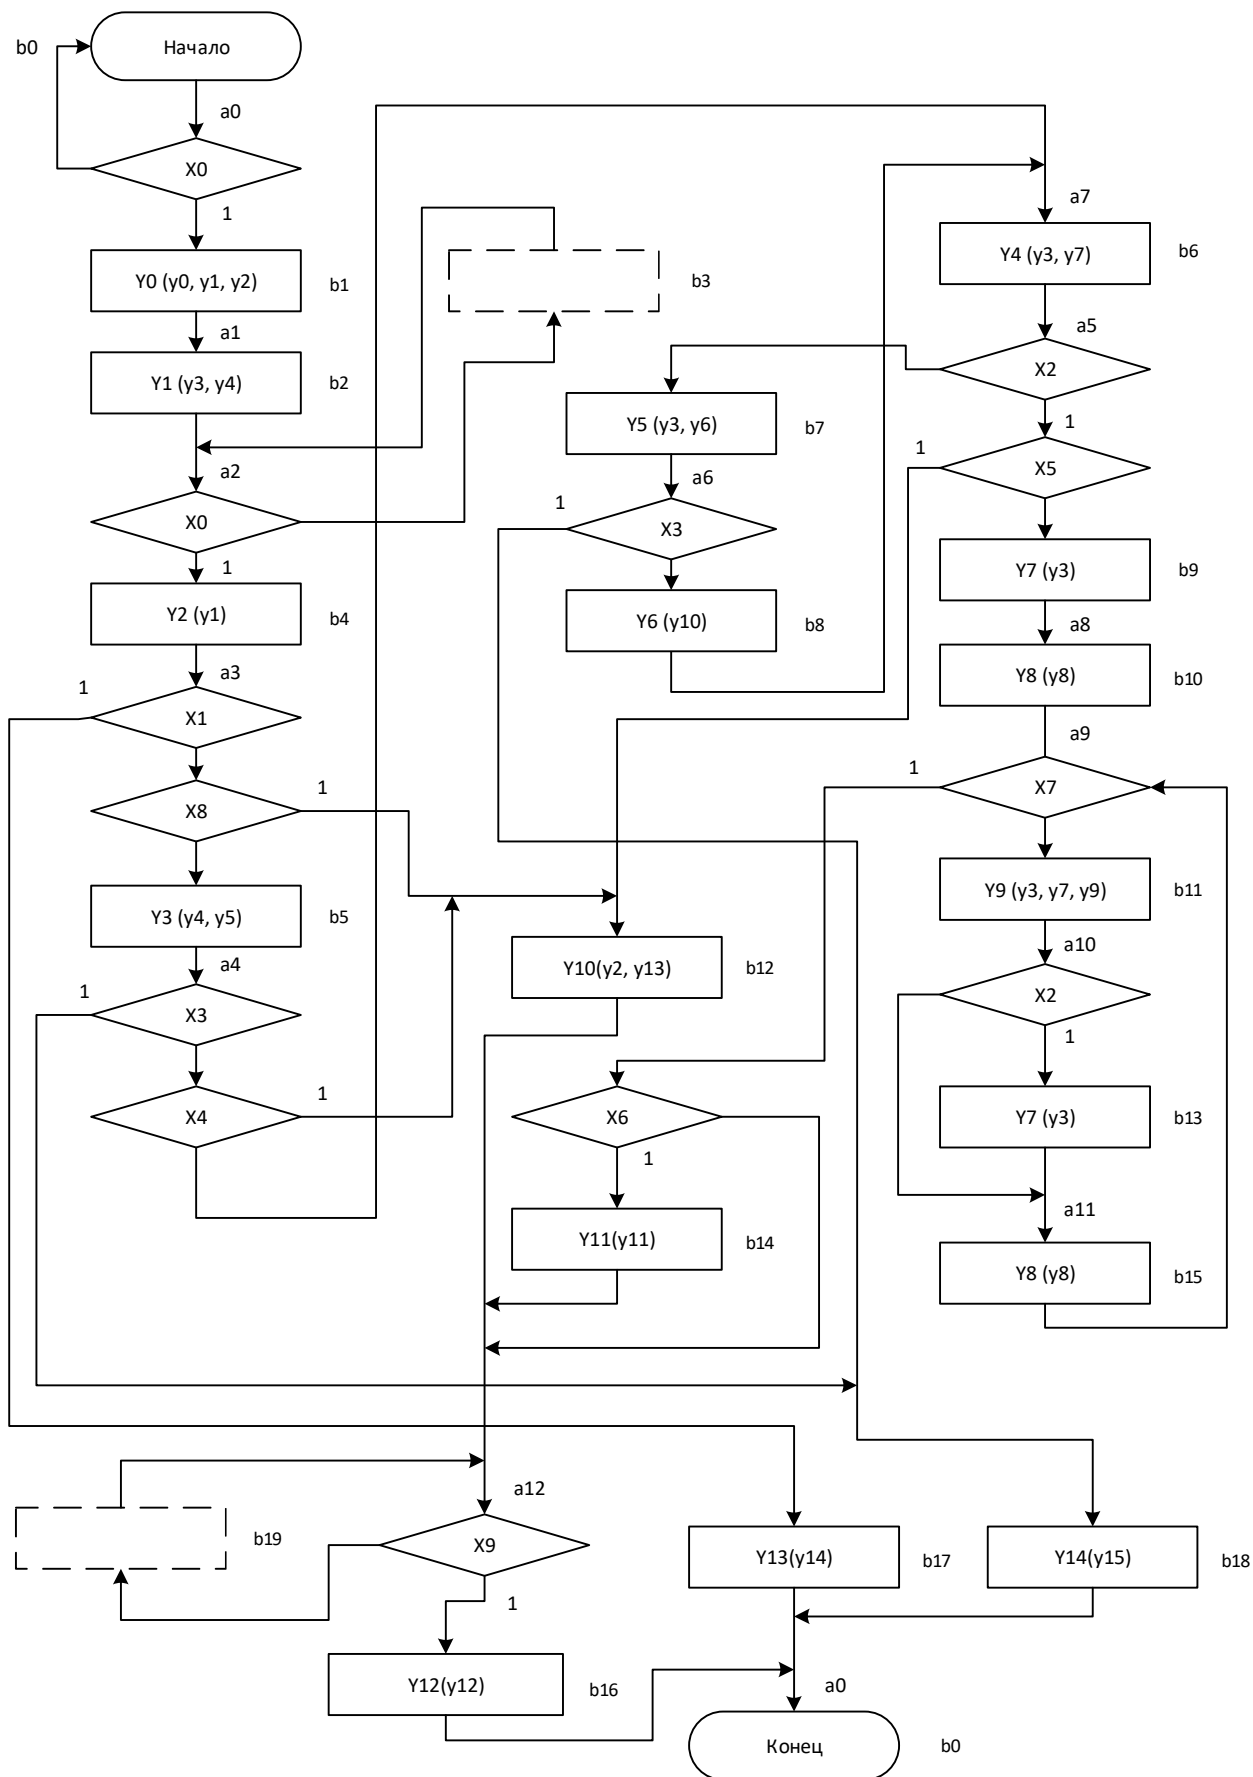 b0
Начало
a0
X0
1
Y0 (y0, y1, y2)
b1
a1
Y1 (y3, y4)
b2
a2
X0
1
Y2 (y1)
b4
a3
1
X1
X8
1
Y3 (y4, y5)
b5
a4
1
X3
X4
1
b3
Y5 (y3, y6)
b7
a6
1
X3
Y6 (y10)
b8
a7
Y4 (y3, y7)
b6
a5
X2
1
1
X5
Y7 (y3)
b9
a8
Y8 (y8)
b10
a9
1
X7
Y9 (y3, y7, y9)
b11
a10
X2
1
Y7 (y3)
b13
a11
Y8 (y8)
b15
Y10(y2, y13)
b12
X6
1
Y11(y11)
b14
a12
b19
X9
1
Y12(y12)
b16
Y13(y14)
b17
Y14(y15)
b18
a0
Конец
b0